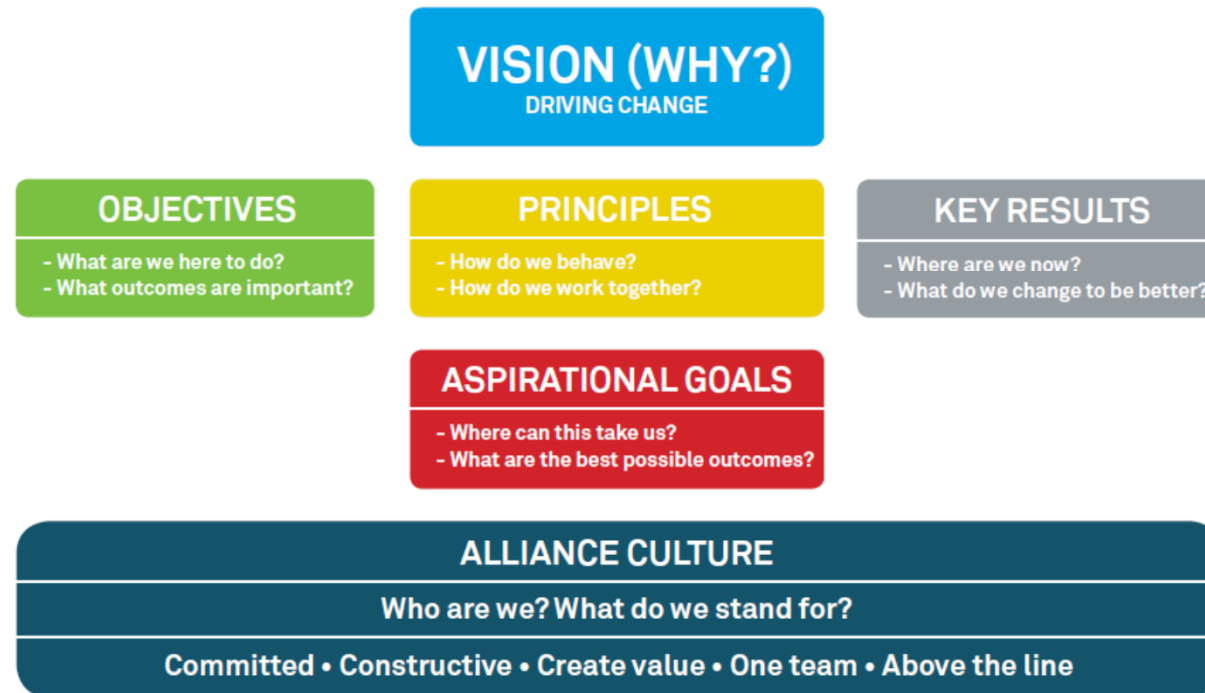 VISION (WHY?)
DRIVING CHANGE
OBJECTIVES
- What are we here to do?
- What outcomes are important?
PRINCIPLES
- How do we behave?
- How do we work together?
KEY RESULTS
- Where are we now?
- What do we change to be better?
ASPIRATIONAL GOALS
- Where can this take us?
- What are the best possible outcomes?
ALLIANCE CULTURE
Who are we? What do we stand for?
Committed • Constructive • Create value • One team • Above the line